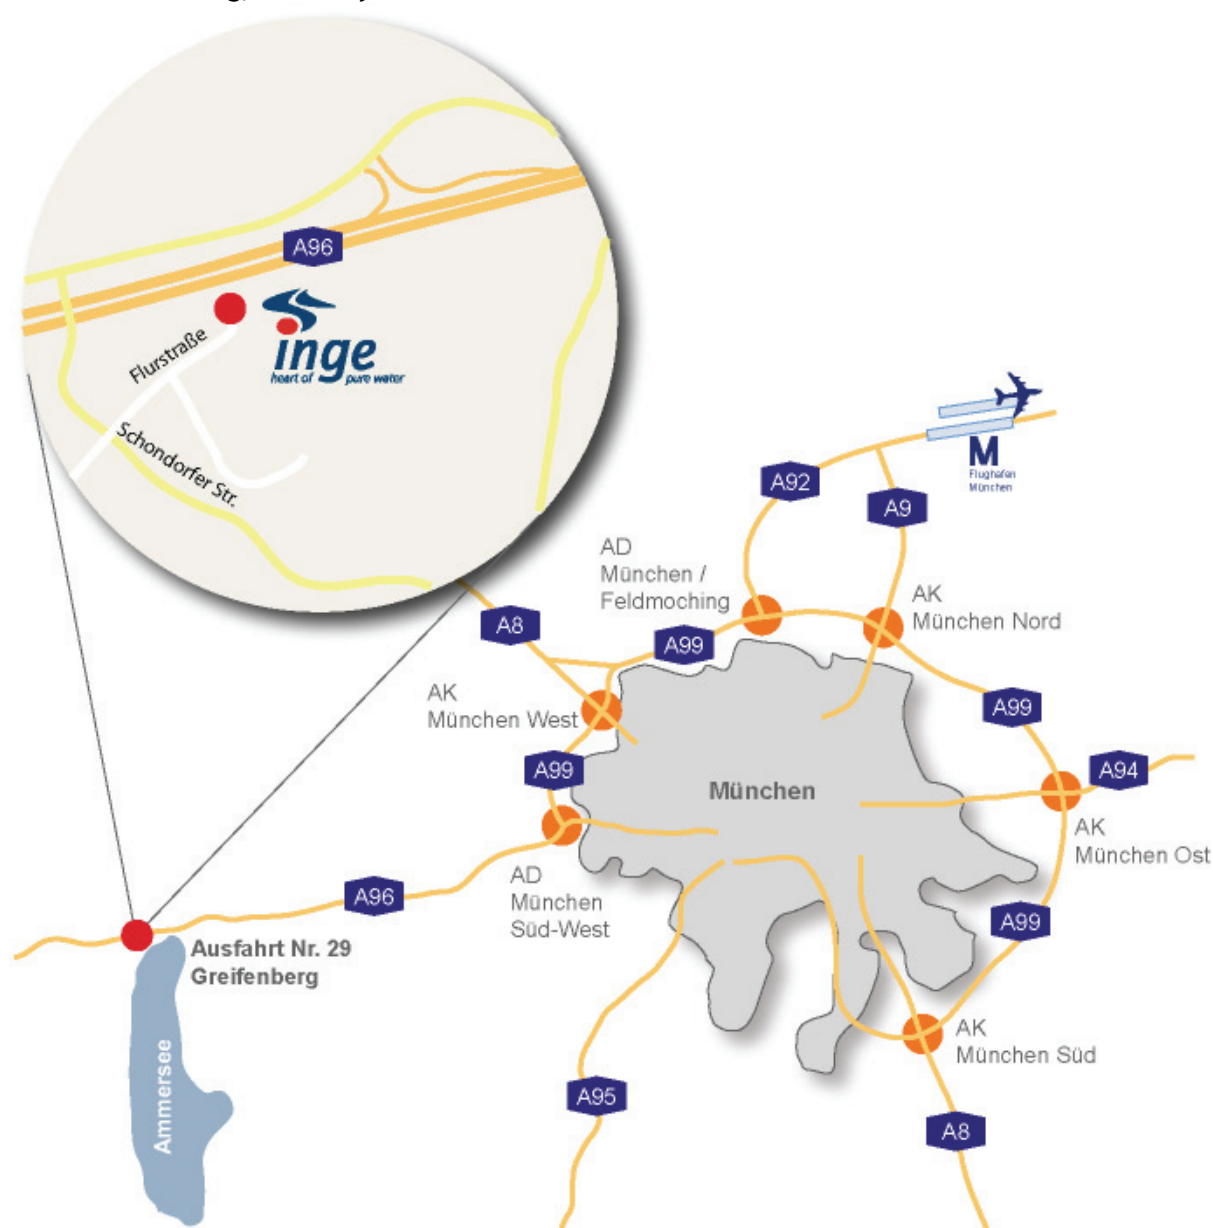 A96
inge
heart of pure water
Flurstraße
Schondorfer Str.
M
Flughafen
München
A92
A9
AD
München /
Feldmoching
AK
München Nord
A8
A99
AK
München West
A99
A99
A94
München
AK
München Ost
AD
München
Süd-West
A96
A99
Ausfahrt Nr. 29
Greifenberg
AK
München Süd
Ammersee
A95
A8